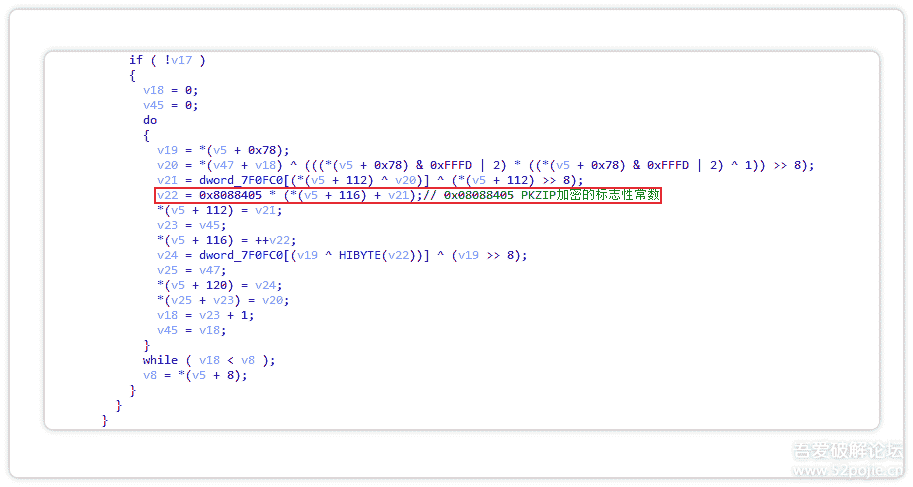 if ( !v17 )
{
v18 = 0;
v45 = 0;
do
{
v19 = *(v5 + 0x78);
v20 = *(v47 + v18) ^ (((*(v5 + 0x78) & 0xFFFD | 2) * ((*(v5 + 0x78) & 0xFFFD | 2) ^ 1)) >> 8);
v21 = dword_7F0FC0[(*(v5 + 112) ^ v20)] ^ (*(v5 + 112) >> 8);
v22 = 0x8088405 * (*(v5 + 116) + v21);// 0x08088405 PKZIP加密的标志性常数
*(v5 + 112) = v21;
v23 = v45;
*(v5 + 116) = ++v22;
v24 = dword_7F0FC0[(v19 ^ HIBYTE(v22))] ^ (v19 >> 8);
v25 = v47;
*(v5 + 120) = v24;
*(v25 + v23) = v20;
v18 = v23 + 1;
v45 = v18;
}
while ( v18 < v8 );
v8 = *(v5 + 8);
}
}
}
吾爱破解论坛
www.52pojie.cn